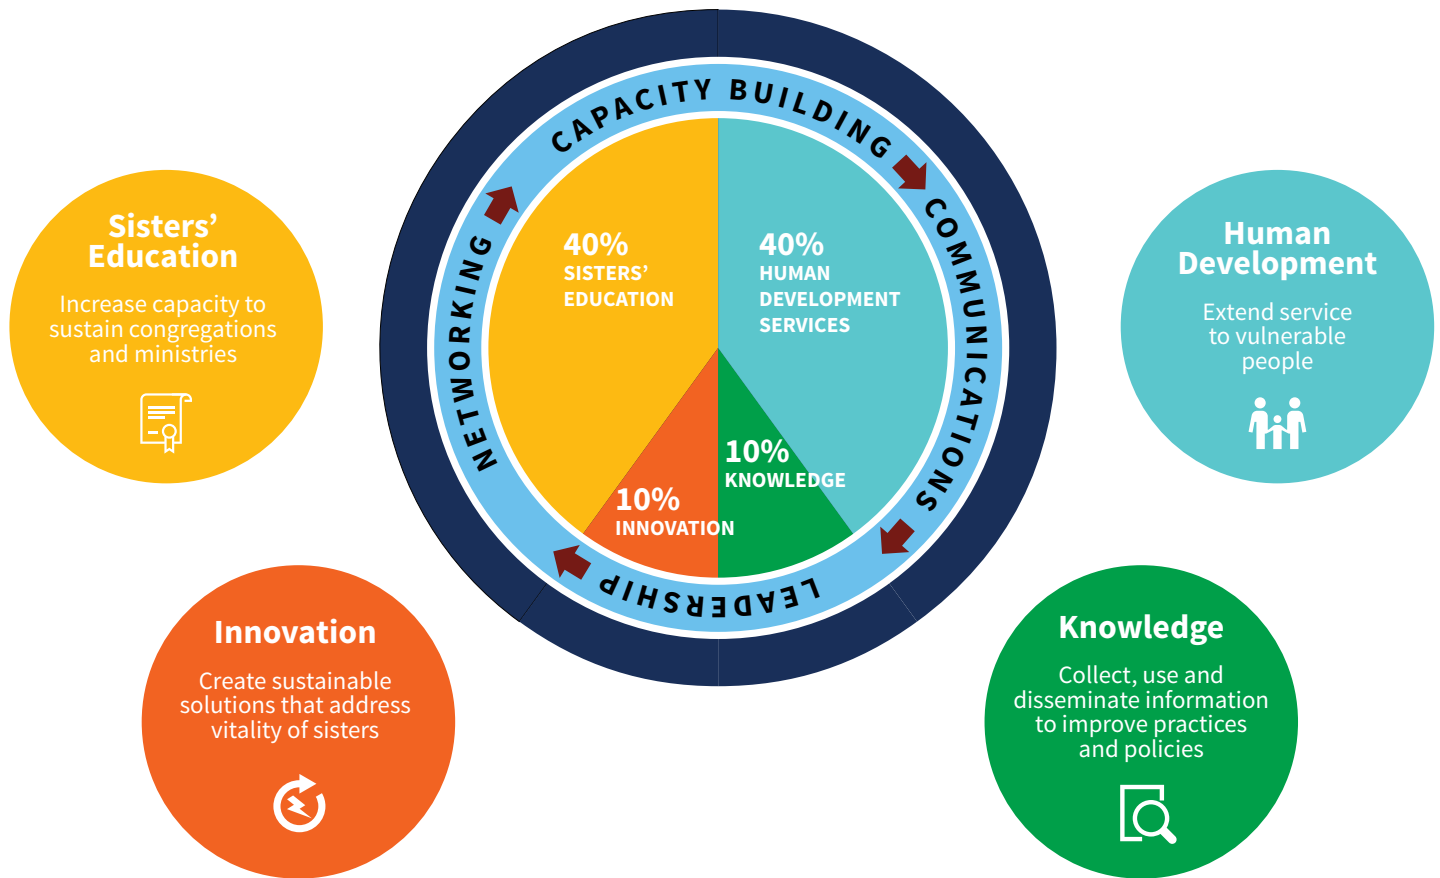 CAPACITY BUILDING
COMMUNICATIONS
LEADERSHIP
NETWORKING
40%
SISTERS’
EDUCATION
40%
HUMAN
DEVELOPMENT
SERVICES
10%
KNOWLEDGE
10%
INNOVATION
Sisters’
Education
Increase capacity to
sustain congregations
and ministries
Human
Development
Extend service
to vulnerable
people
Innovation
Create sustainable
solutions that address
vitality of sisters
Knowledge
Collect, use and
disseminate information
to improve practices
and policies